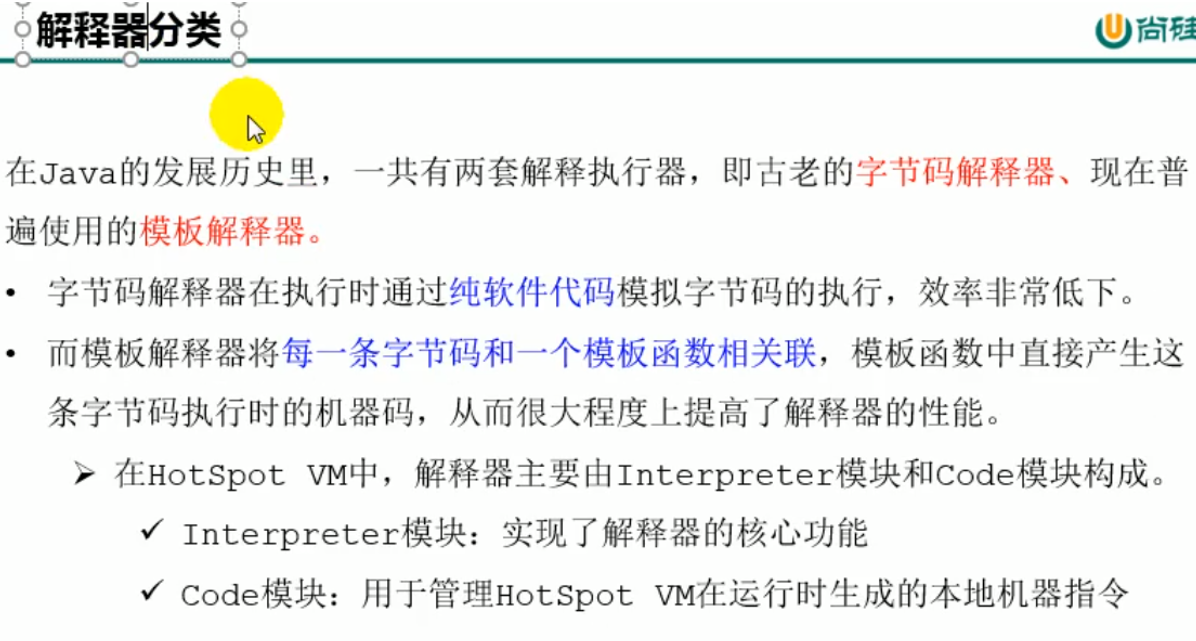 解释器分类
尚硅
在Java的发展历史里，一共有两套解释执行器，即古老的字节码解释器、现在普
遍使用的模板解释器。
• 字节码解释器在执行时通过纯软件代码模拟字节码的执行，效率非常低下。
• 而模板解释器将每一条字节码和一个模板函数相关联，模板函数中直接产生这
条字节码执行时的机器码，从而很大程度上提高了解释器的性能。
➢ 在HotSpot VM中，解释器主要由Interpreter模块和Code模块构成。
✓ Interpreter模块：实现了解释器的核心功能
✓ Code模块：用于管理HotSpot VM在运行时生成的本地机器指令